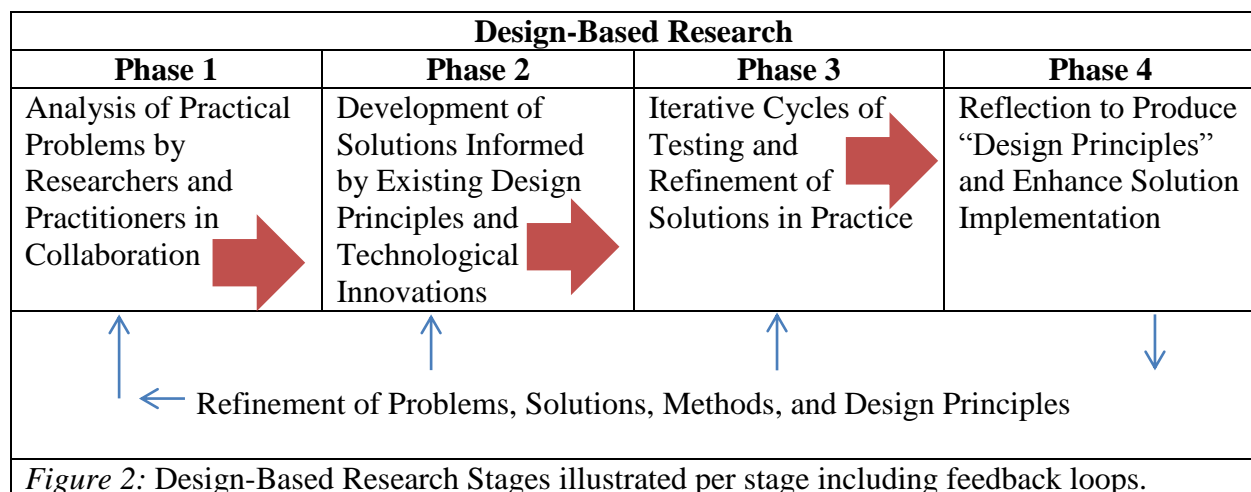 Design-Based Research
Phase 1
Phase 2
Phase 3
Phase 4
Analysis of Practical
Problems by
Researchers and
Practitioners in
Collaboration
Development of
Solutions Informed
by Existing Design
Principles and
Technological
Innovations
Iterative Cycles of
Testing and
Refinement of
Solutions in Practice
Reflection to Produce
“Design Principles”
and Enhance Solution
Implementation
Refinement of Problems, Solutions, Methods, and Design Principles
Figure 2: Design-Based Research Stages illustrated per stage including feedback loops.